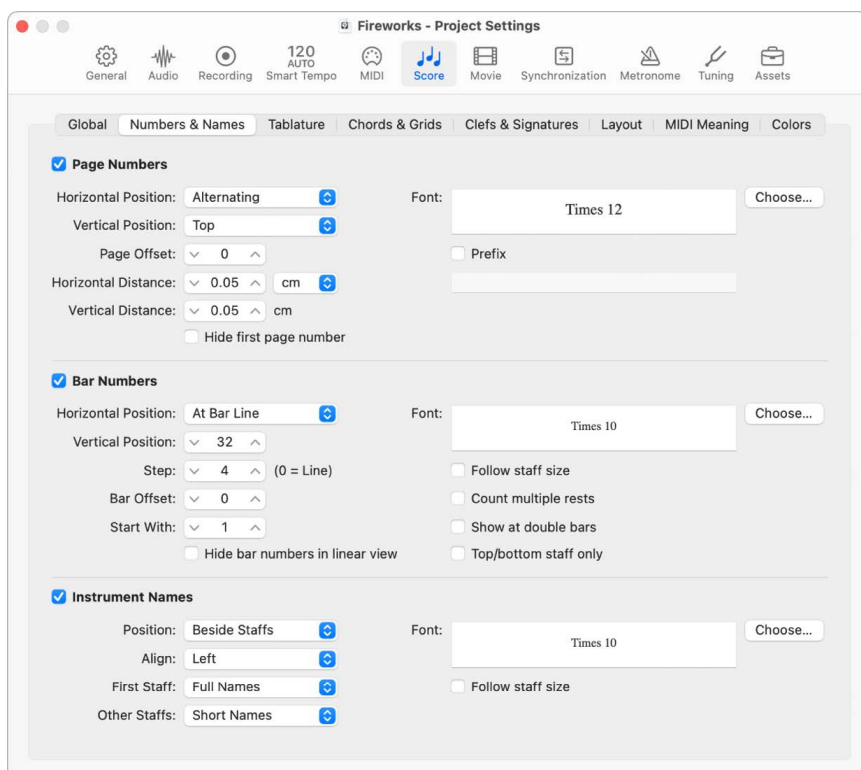 Fireworks - Project Settings
120
AUTO
General Audio Recording Smart Tempo MIDI Score Movie Synchronization Metronome Tuning Assets
Global Numbers & Names Tablature Chords & Grids Clefs & Signatures Layout MIDI Meaning Colors
Page Numbers
Horizontal Position: Alternating Font: Times 12 Choose...
Vertical Position: Top
Page Offset: 0 Prefix
Horizontal Distance: 0.05 cm
Vertical Distance: 0.05 cm
Hide first page number
Bar Numbers
Horizontal Position: At Bar Line Font: Times 10 Choose...
Vertical Position: 32
Step: 4 (0 = Line) Follow staff size
Bar Offset: 0 Count multiple rests
Start With: 1 Show at double bars
Hide bar numbers in linear view Top/bottom staff only
Instrument Names
Position: Beside Staffs Font: Times 10 Choose...
Align: Left
First Staff: Full Names Follow staff size
Other Staffs: Short Names